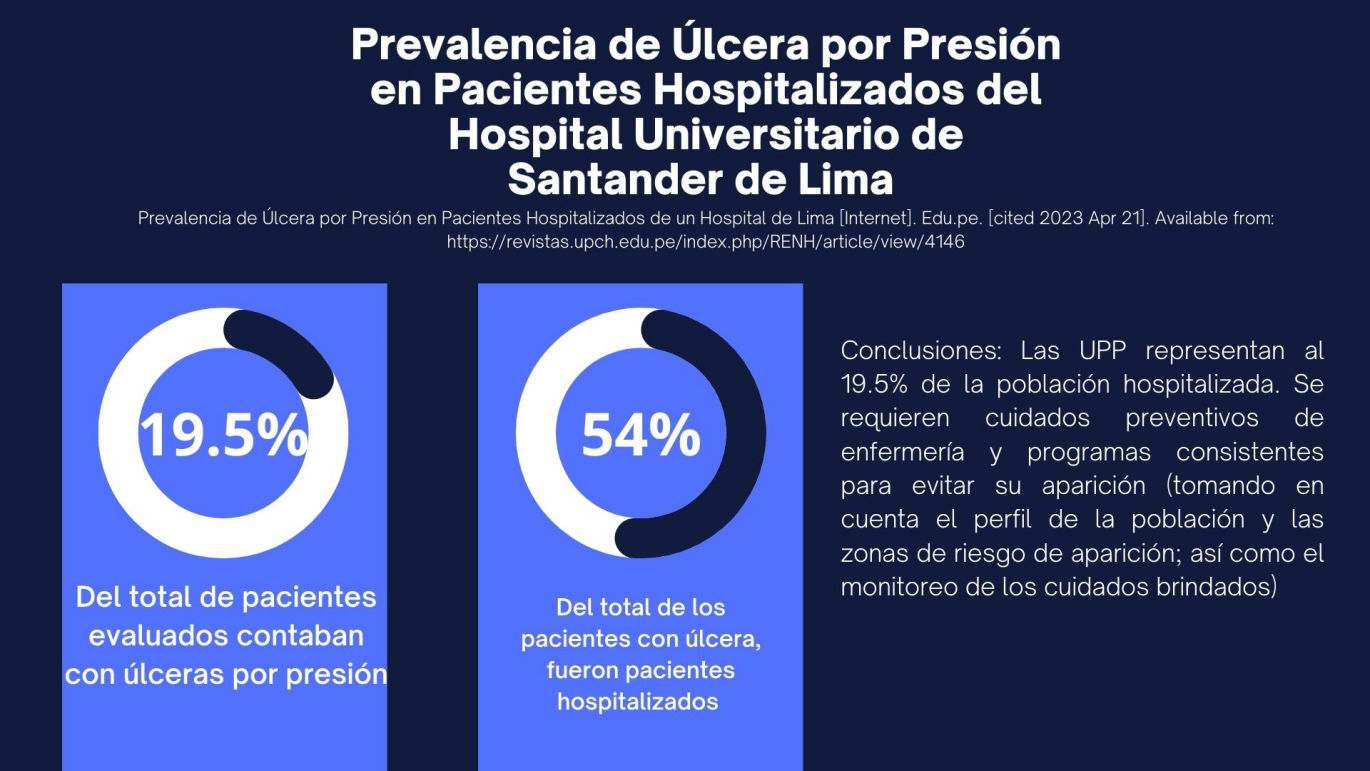 Prevalencia de Úlcera por Presión
en Pacientes Hospitalizados del
Hospital Universitario de
Santander de Lima
Prevalencia de Úlcera por Presión en Pacientes Hospitalizados de un Hospital de Lima [Internet]. Edu.pe. [cited 2023 Apr 21]. Available from:
https://revistas.upch.edu.pe/index.php/RENH/article/view/4146
19.5%
Del total de pacientes
evaluados contaban
con úlceras por presión
54%
Del total de los
pacientes con úlcera,
fueron pacientes
hospitalizados
Conclusiones: Las UPP representan al
19.5% de la población hospitalizada. Se
requieren cuidados preventivos de
enfermería y programas consistentes
para evitar su aparición (tomando en
cuenta el perfil de la población y las
zonas de riesgo de aparición; así como el
monitoreo de los cuidados brindados)